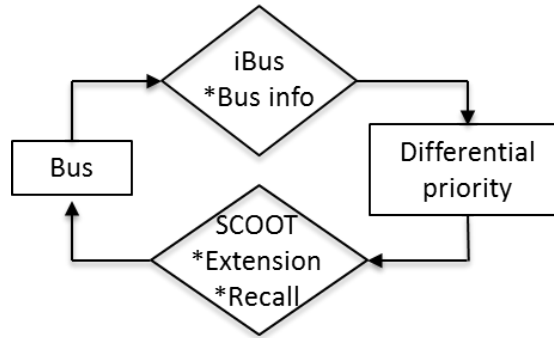 iBus
*Bus info
Differential
priority
Bus
SCOOT
*Extension
*Recall